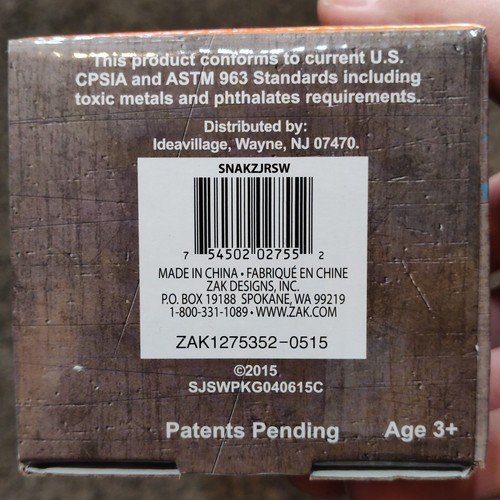 This product conforms to current U.S.
CPSIA and ASTM 963 Standards including
toxic metals and phthalates requirements.
Distributed by:
Ideavillage, Wayne, NJ 07470.
SNAKZJRSW
7 54502 02755 2
MADE IN CHINA • FABRIQUÉ EN CHINE
ZAK DESIGNS, INC.
P.O. BOX 19188 SPOKANE, WA 99219
1-800-331-1089 • WWW.ZAK.COM
ZAK1275352-0515
©2015
SJSWPKG040615C
Patents Pending Age 3+